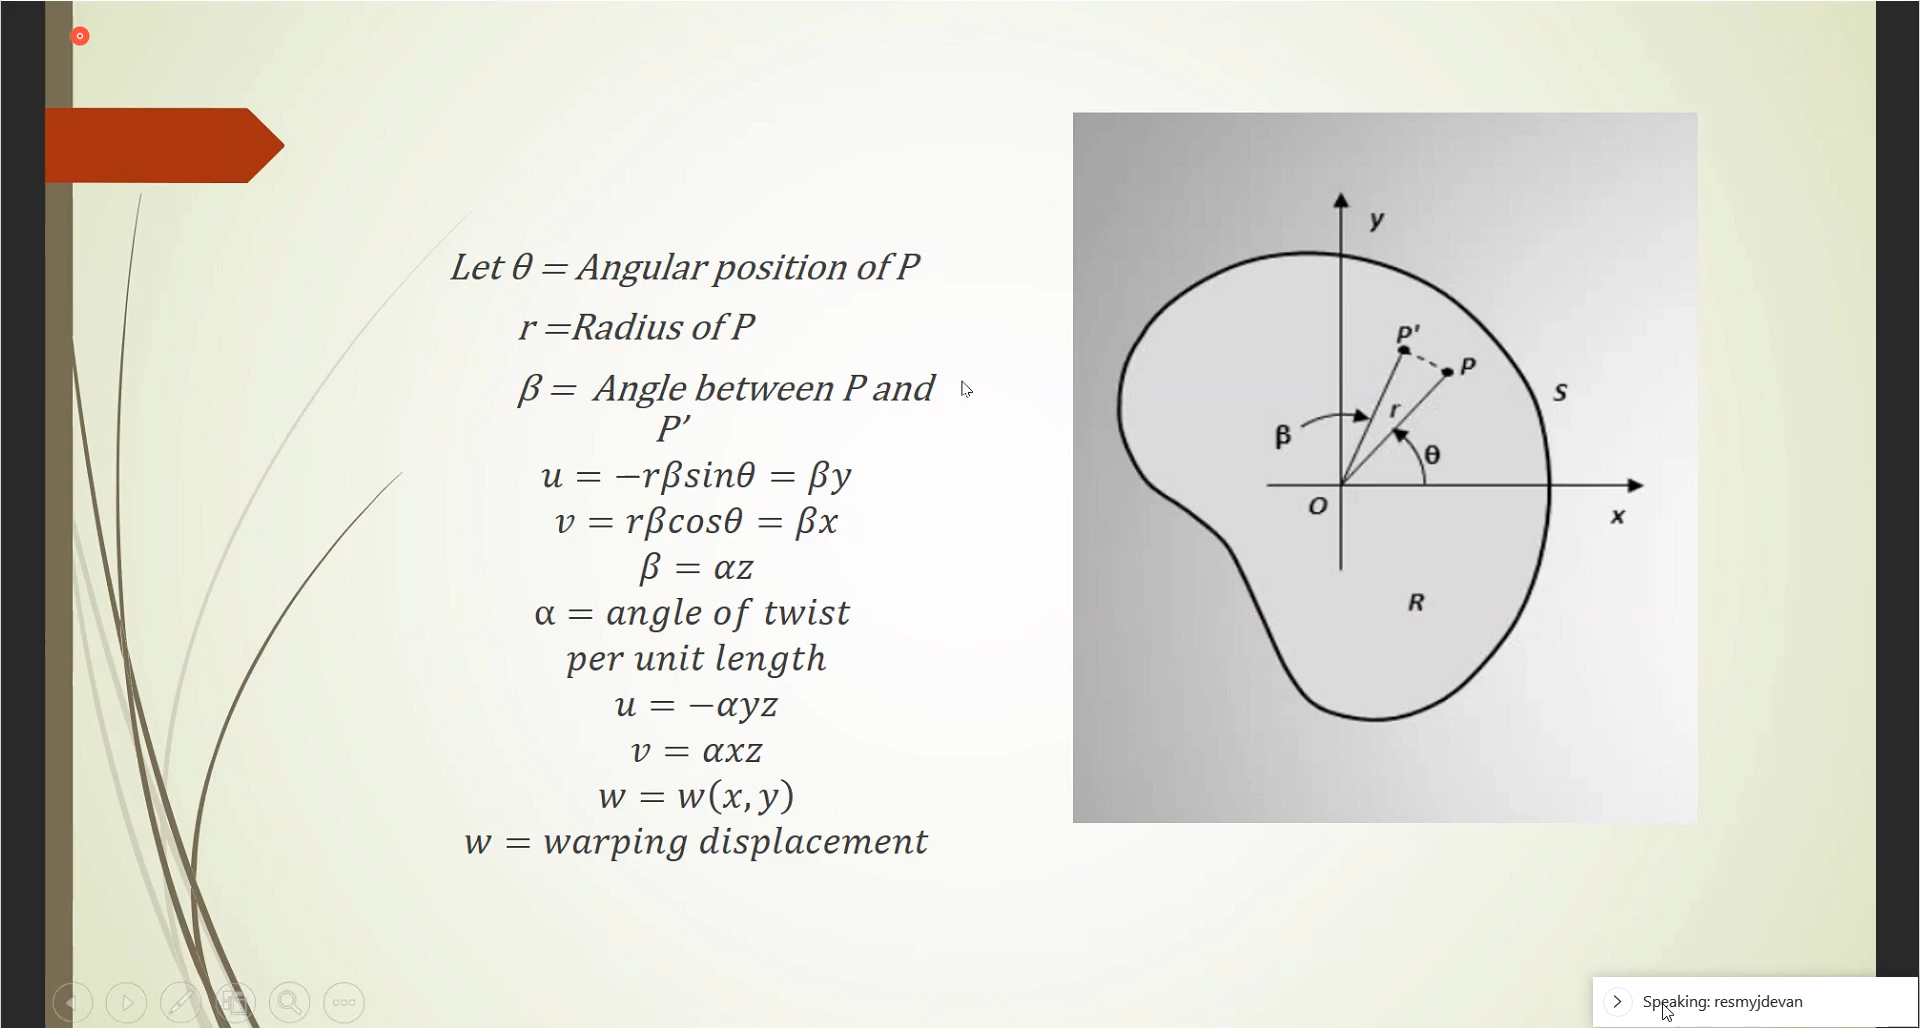 Let θ = Angular position of P
r =Radius of P
β = Angle between P and
P′
u = −rβsinθ = βy
v = rβcosθ = βx
β = αz
α = angle of twist
per unit length
u = −αyz
v = αxz
w = w(x, y)
w = warping displacement
y
P'
P
S
r
β
θ
O
x
R
Speaking: resmyjdevan